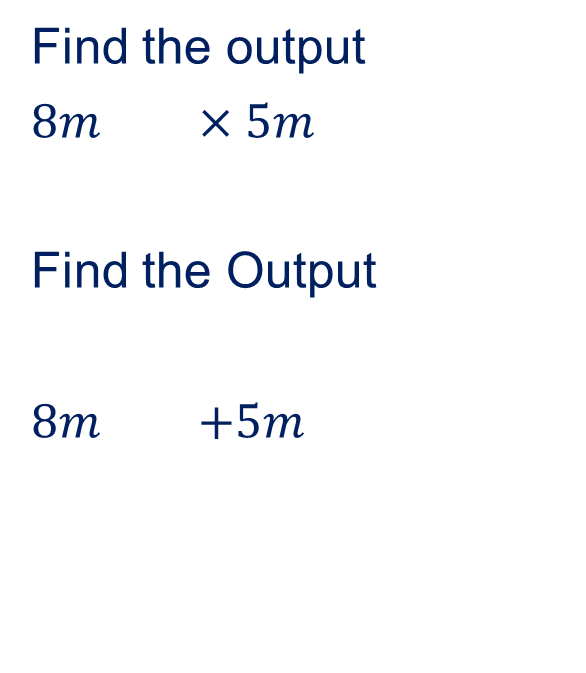 Find the output
8m × 5m
Find the Output
8m +5m